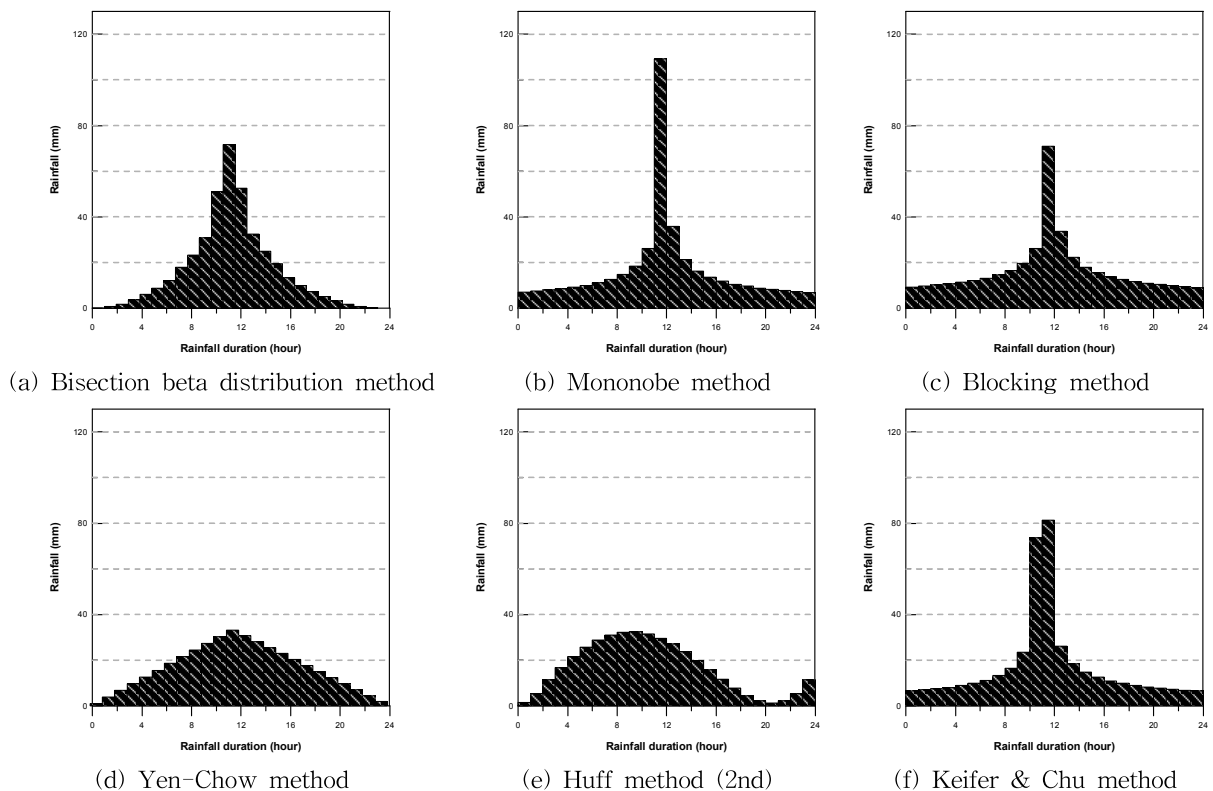 120
80
40
0
Rainfall (mm)
0 4 8 12 16 20 24
Rainfall duration (hour)
(a) Bisection beta distribution method
120
80
40
0
Rainfall (mm)
0 4 8 12 16 20 24
Rainfall duration (hour)
(b) Mononobe method
120
80
40
0
Rainfall (mm)
0 4 8 12 16 20 24
Rainfall duration (hour)
(c) Blocking method
120
80
40
0
Rainfall (mm)
0 4 8 12 16 20 24
Rainfall duration (hour)
(d) Yen-Chow method
120
80
40
0
Rainfall (mm)
0 4 8 12 16 20 24
Rainfall duration (hour)
(e) Huff method (2nd)
120
80
40
0
Rainfall (mm)
0 4 8 12 16 20 24
Rainfall duration (hour)
(f) Keifer & Chu method